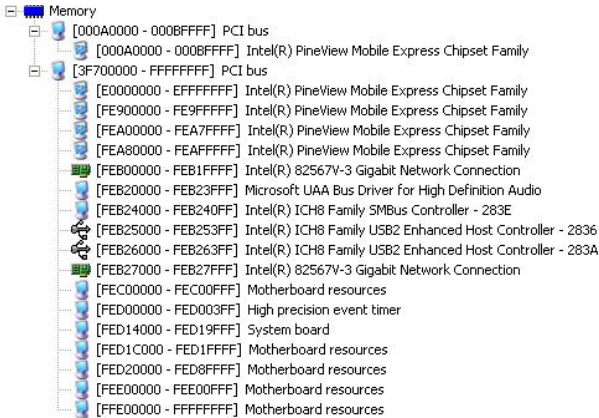 Memory
[000A0000 - 000BFFFF] PCI bus
[000A0000 - 000BFFFF] Intel(R) PineView Mobile Express Chipset Family
[3F700000 - FFFFFFFF] PCI bus
[E0000000 - EFFFFFFF] Intel(R) PineView Mobile Express Chipset Family
[FE900000 - FE9FFFFF] Intel(R) PineView Mobile Express Chipset Family
[FEA00000 - FEA7FFFF] Intel(R) PineView Mobile Express Chipset Family
[FEA80000 - FEAFFFFF] Intel(R) PineView Mobile Express Chipset Family
[FEB00000 - FEB1FFFF] Intel(R) 82567V-3 Gigabit Network Connection
[FEB20000 - FEB23FFF] Microsoft UAA Bus Driver for High Definition Audio
[FEB24000 - FEB240FF] Intel(R) ICH8 Family SMBus Controller - 283E
[FEB25000 - FEB253FF] Intel(R) ICH8 Family USB2 Enhanced Host Controller - 2836
[FEB26000 - FEB263FF] Intel(R) ICH8 Family USB2 Enhanced Host Controller - 283A
[FEB27000 - FEB27FFF] Intel(R) 82567V-3 Gigabit Network Connection
[FEC00000 - FEC00FFF] Motherboard resources
[FED00000 - FED003FF] High precision event timer
[FED14000 - FED19FFF] System board
[FED1C000 - FED1FFFF] Motherboard resources
[FED20000 - FED8FFFF] Motherboard resources
[FEE00000 - FEE00FFF] Motherboard resources
[FFE00000 - FFFFFFFF] Motherboard resources